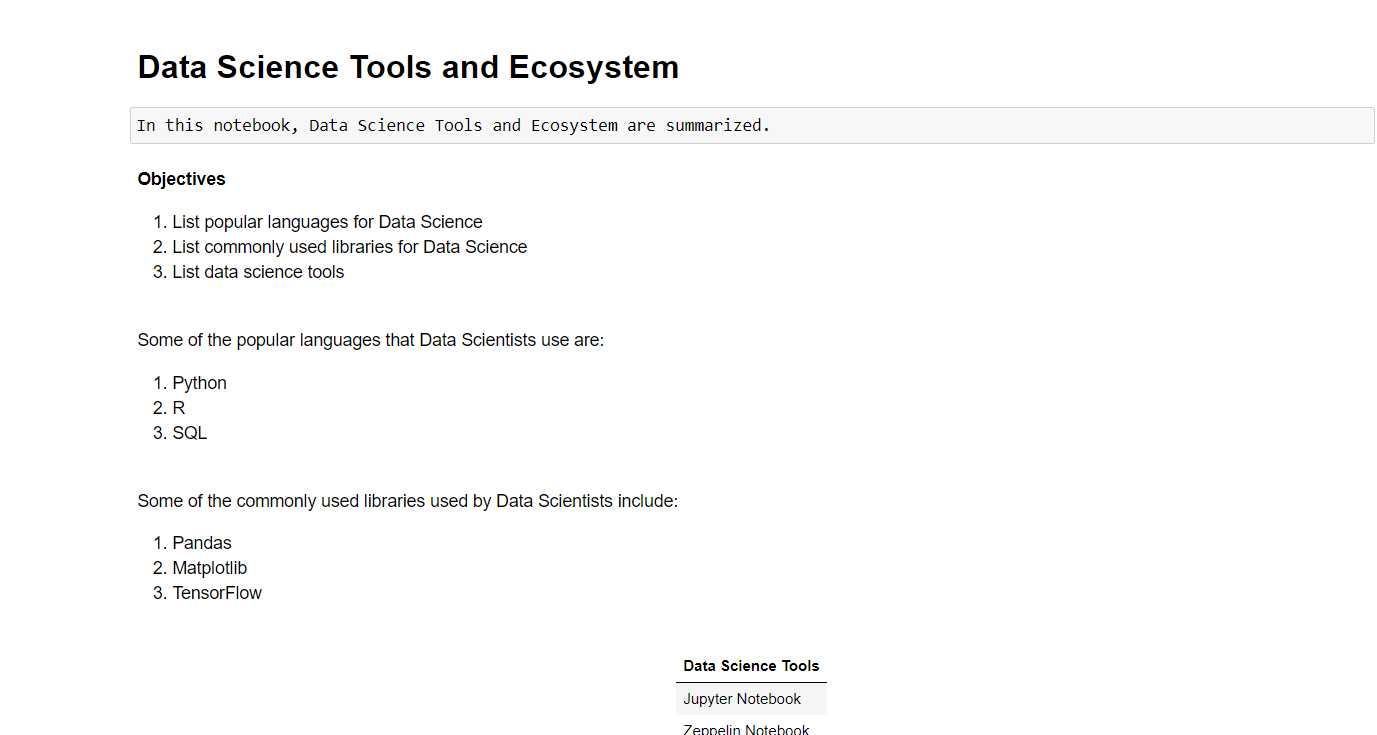 Data Science Tools and Ecosystem
In this notebook, Data Science Tools and Ecosystem are summarized.
Objectives
1. List popular languages for Data Science
2. List commonly used libraries for Data Science
3. List data science tools
Some of the popular languages that Data Scientists use are:
1. Python
2. R
3. SQL
Some of the commonly used libraries used by Data Scientists include:
1. Pandas
2. Matplotlib
3. TensorFlow
Data Science Tools
Jupyter Notebook
Zeppelin Notebook